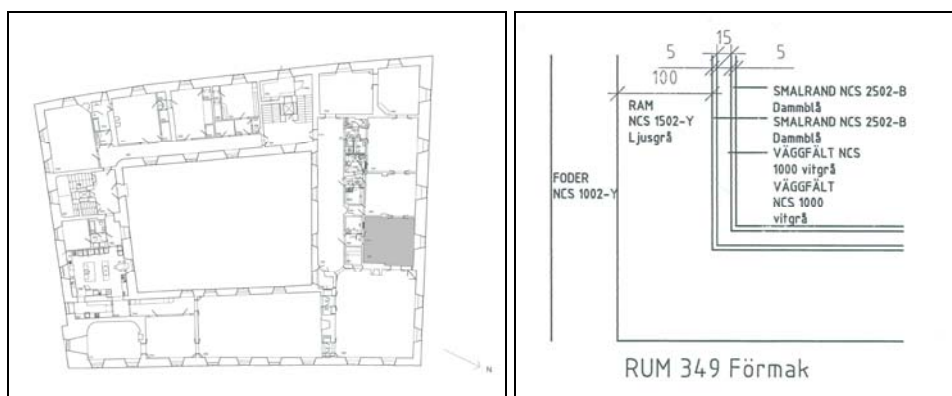 N
15
5 5
100
SMALRAND NCS 2502-B
Dammblå
SMALRAND NCS 2502-B
Dammblå
VÄGGFÄLT NCS
1000 vitgrå
VÄGGFÄLT
NCS 1000
vitgrå
RAM
NCS 1502-Y
Ljusgrå
FODER
NCS 1002-Y
RUM 349 Förmak